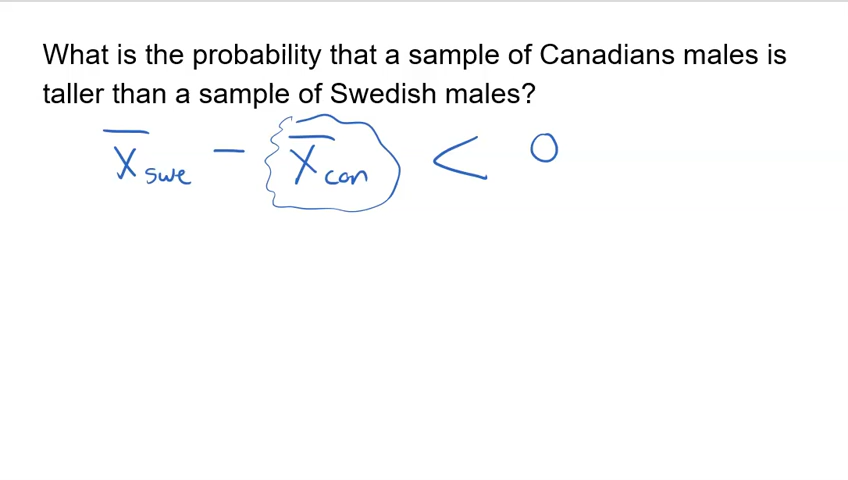 What is the probability that a sample of Canadians males is
taller than a sample of Swedish males?
X̅ swe - X̅ can < 0